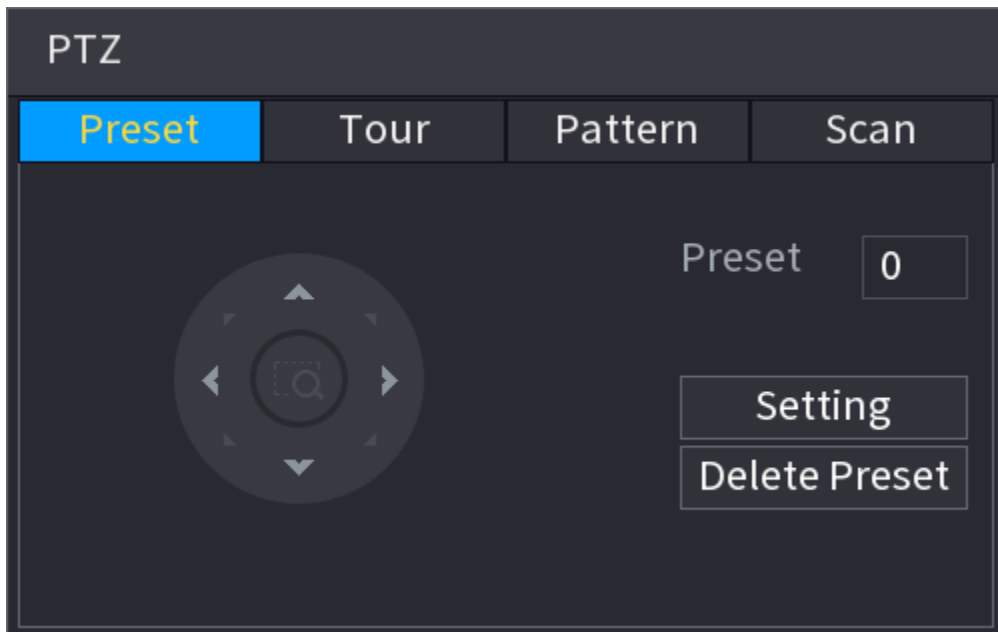 PTZ
Preset Tour Pattern Scan
Preset 0
Setting
Delete Preset